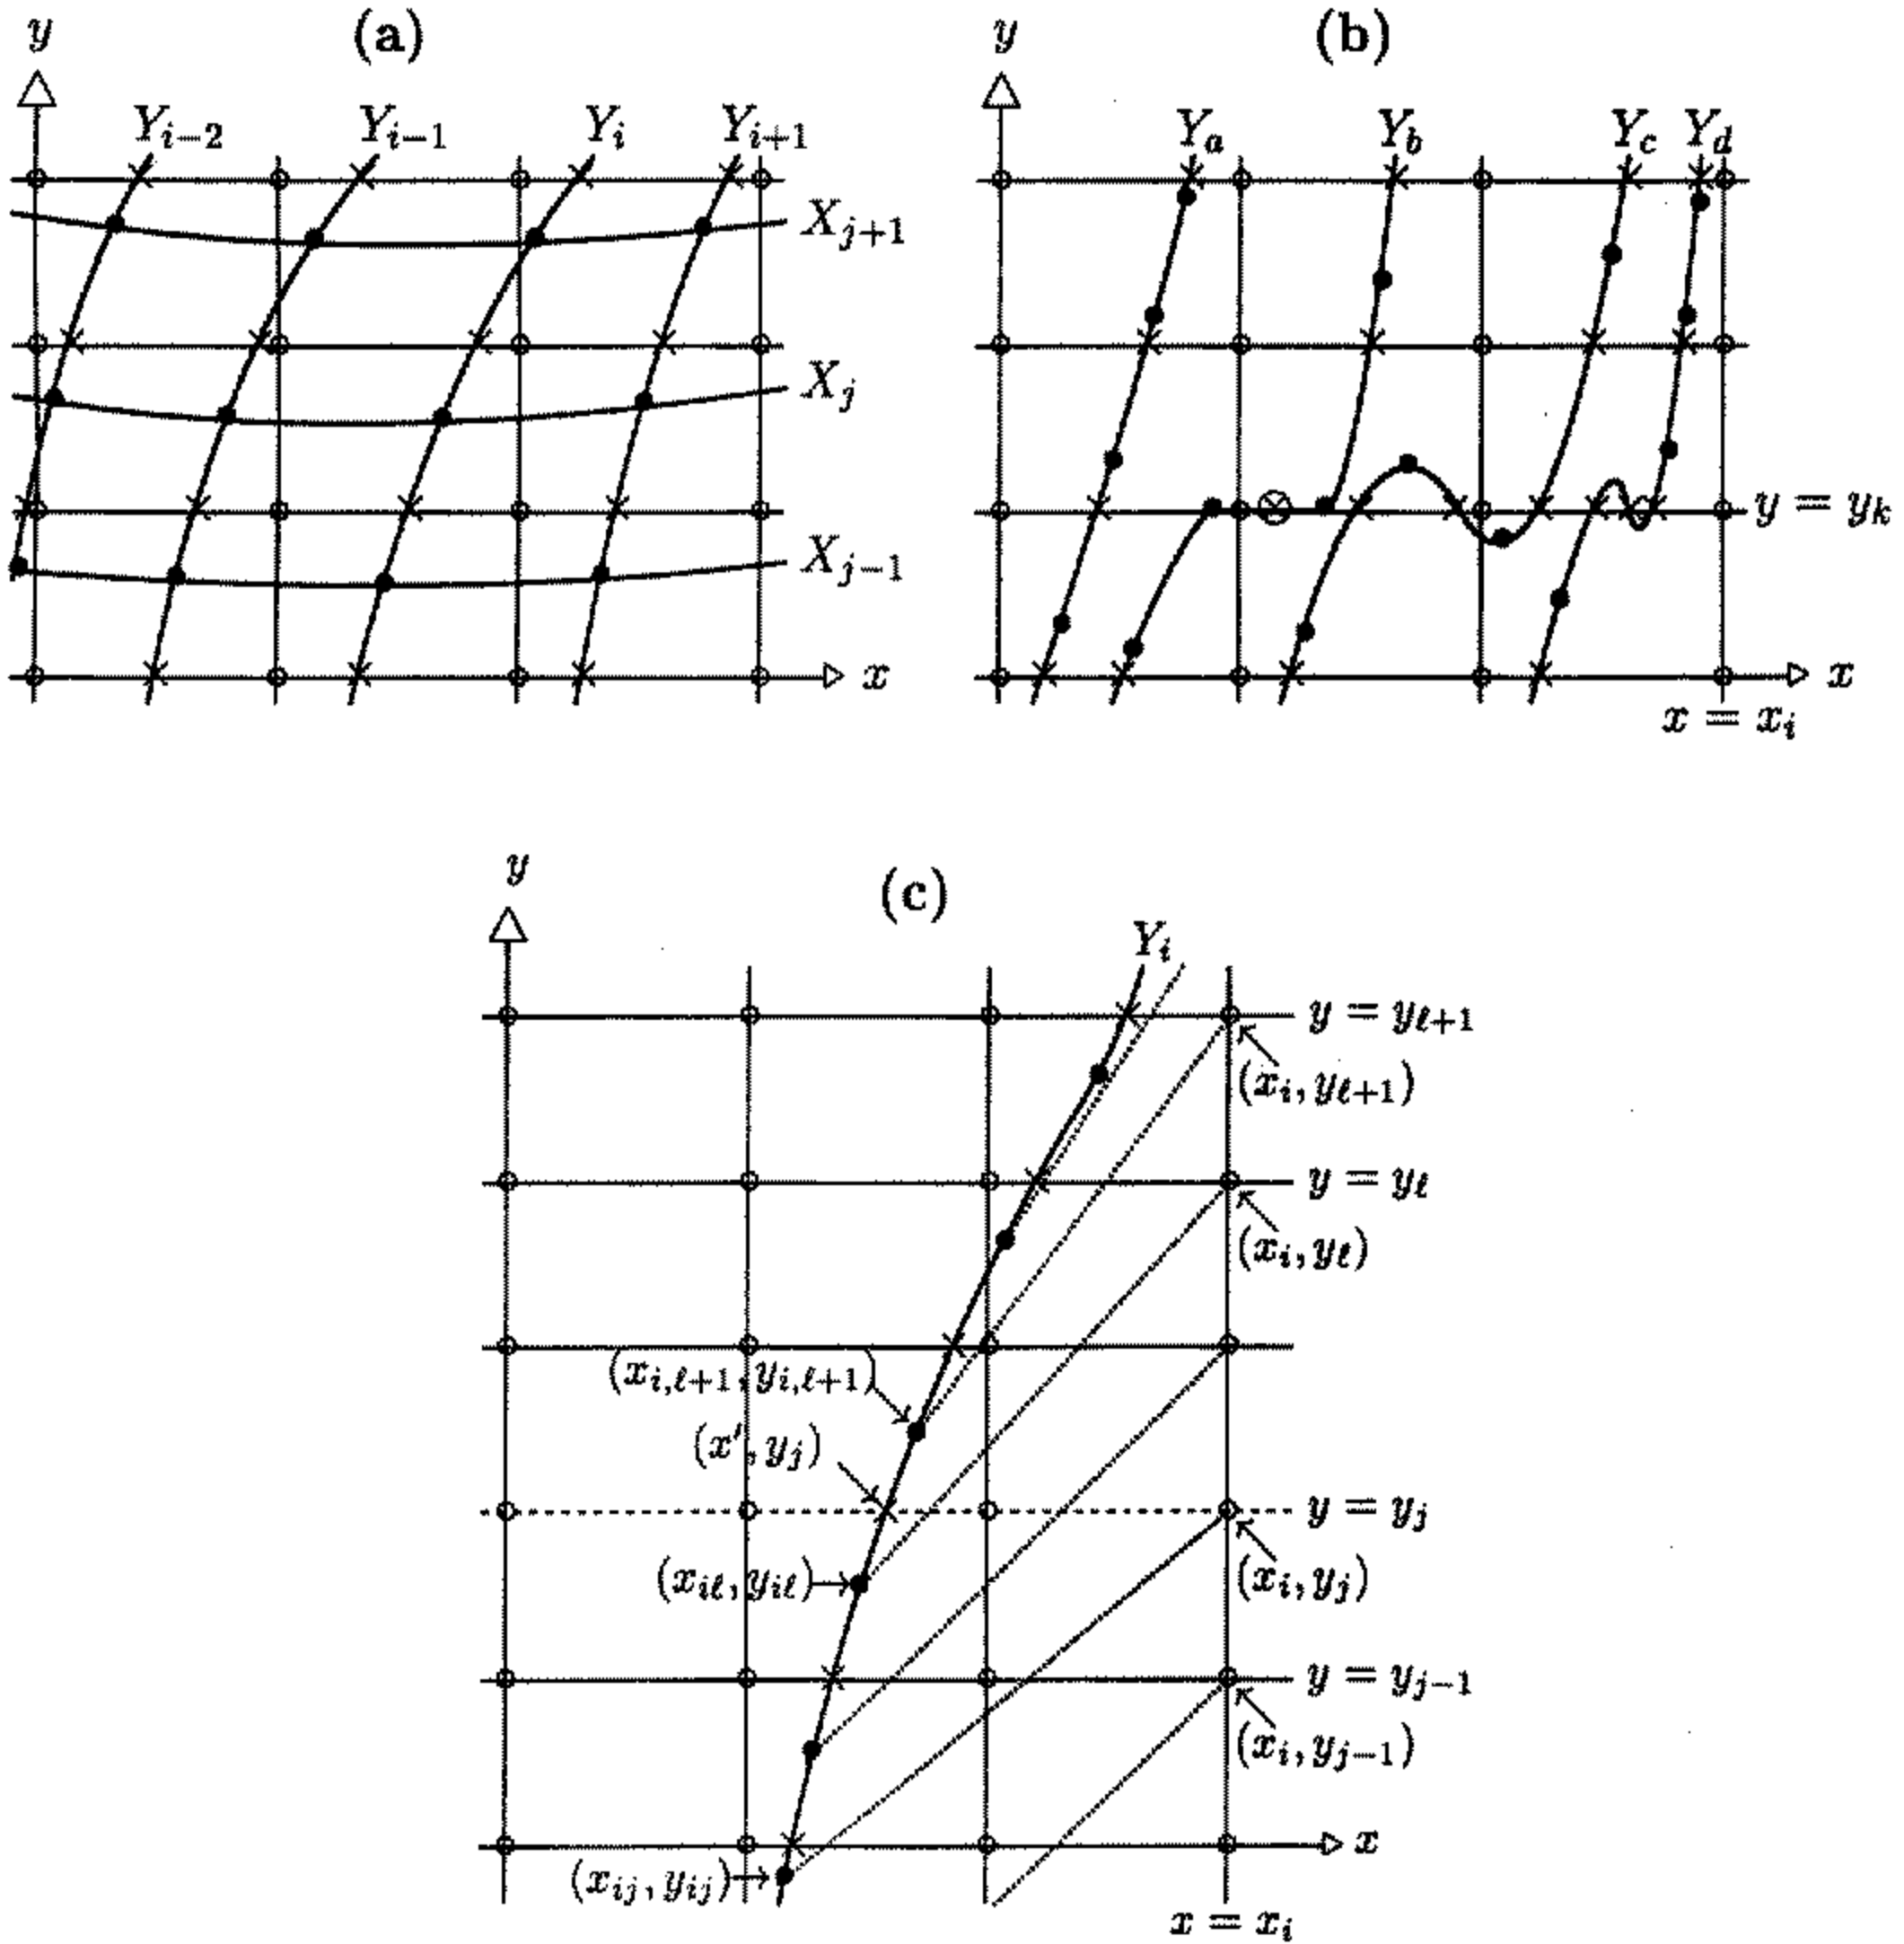 (a)
(b)
y
y
Y_{i-2} Y_{i-1} Y_i Y_{i+1}
Y_a Y_b Y_c Y_d
X_{j+1}
X_j
y = y_k
X_{j-1}
x
x
x = x_i
(c)
y
Y_i
y = y_{ℓ+1}
(x_i, y_{ℓ+1})
y = y_ℓ
(x_i, y_ℓ)
(x_{i,ℓ+1}, y_{i,ℓ+1})
(x', y_j)
y = y_j
(x_{iℓ}, y_{iℓ})
(x_i, y_j)
y = y_{j-1}
(x_i, y_{j-1})
x
(x_{ij}, y_{ij})
x = x_i